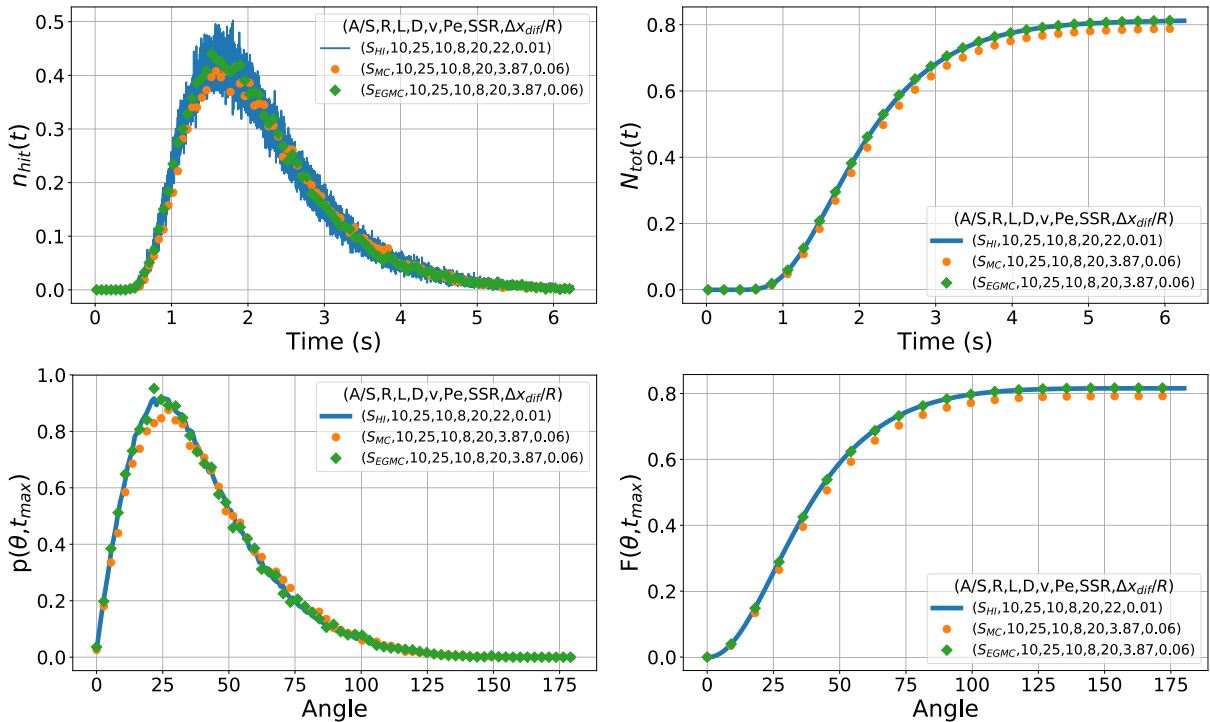 0.5
0.4
0.3
0.2
0.1
0.0
n_hit(t)
0 1 2 3 4 5 6
Time (s)
(A/S,R,L,D,v,Pe,SSR,Δx_dif/R)
(S_HI,10,25,10,8,20,22,0.01)
(S_MC,10,25,10,8,20,3.87,0.06)
(S_EGMC,10,25,10,8,20,3.87,0.06)
0.8
0.6
0.4
0.2
0.0
N_tot(t)
0 1 2 3 4 5 6
Time (s)
(A/S,R,L,D,v,Pe,SSR,Δx_dif/R)
(S_HI,10,25,10,8,20,22,0.01)
(S_MC,10,25,10,8,20,3.87,0.06)
(S_EGMC,10,25,10,8,20,3.87,0.06)
1.0
0.8
0.6
0.4
0.2
0.0
p(θ,t_max)
0 25 50 75 100 125 150 175
Angle
(A/S,R,L,D,v,Pe,SSR,Δx_dif/R)
(S_HI,10,25,10,8,20,22,0.01)
(S_MC,10,25,10,8,20,3.87,0.06)
(S_EGMC,10,25,10,8,20,3.87,0.06)
0.8
0.6
0.4
0.2
0.0
F(θ,t_max)
0 25 50 75 100 125 150 175
Angle
(A/S,R,L,D,v,Pe,SSR,Δx_dif/R)
(S_HI,10,25,10,8,20,22,0.01)
(S_MC,10,25,10,8,20,3.87,0.06)
(S_EGMC,10,25,10,8,20,3.87,0.06)